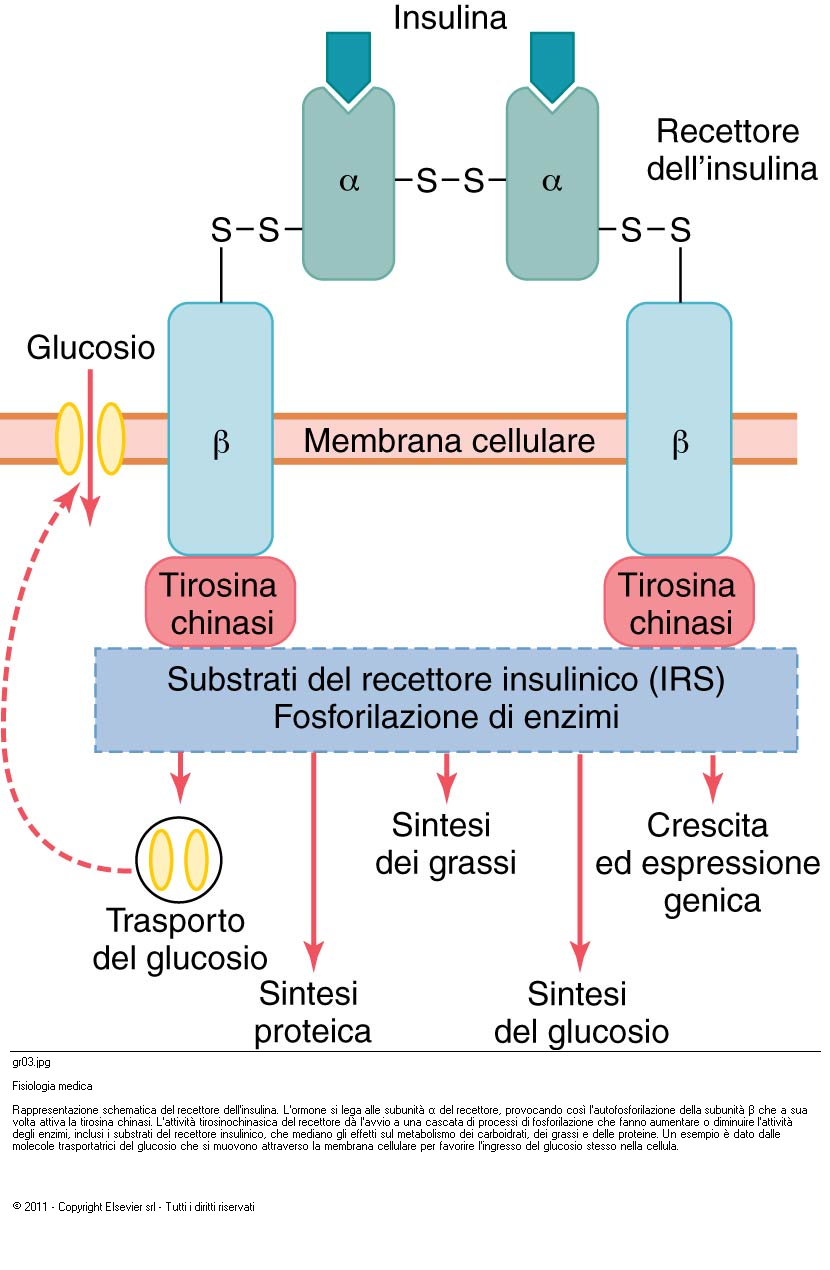 Insulina
Recettore
dell'insulina
α
S
S
α
S
S
S
S
Glucosio
β
Membrana cellulare
β
Tirosina
chinasi
Tirosina
chinasi
Substrati del recettore insulinico (IRS)
Fosforilazione di enzimi
Sintesi
dei grassi
Crescita
ed espressione
genica
Trasporto
del glucosio
Sintesi
proteica
Sintesi
del glucosio
gr03.jpg
Fisiologia medica
Rappresentazione schematica del recettore dell'insulina. L'ormone si lega alle subunità α del recettore, provocando così l'autofosforilazione della subunità β che a sua
volta attiva la tirosina chinasi. L'attività tirosinochinasica del recettore dà l'avvio a una cascata di processi di fosforilazione che fanno aumentare o diminuire l'attività
degli enzimi, inclusi i substrati del recettore insulinico, che mediano gli effetti sul metabolismo dei carboidrati, dei grassi e delle proteine. Un esempio è dato dalle
molecole trasportatrici del glucosio che si muovono attraverso la membrana cellulare per favorire l'ingresso del glucosio stesso nella cellula.
© 2011 - Copyright Elsevier srl - Tutti i diritti riservati